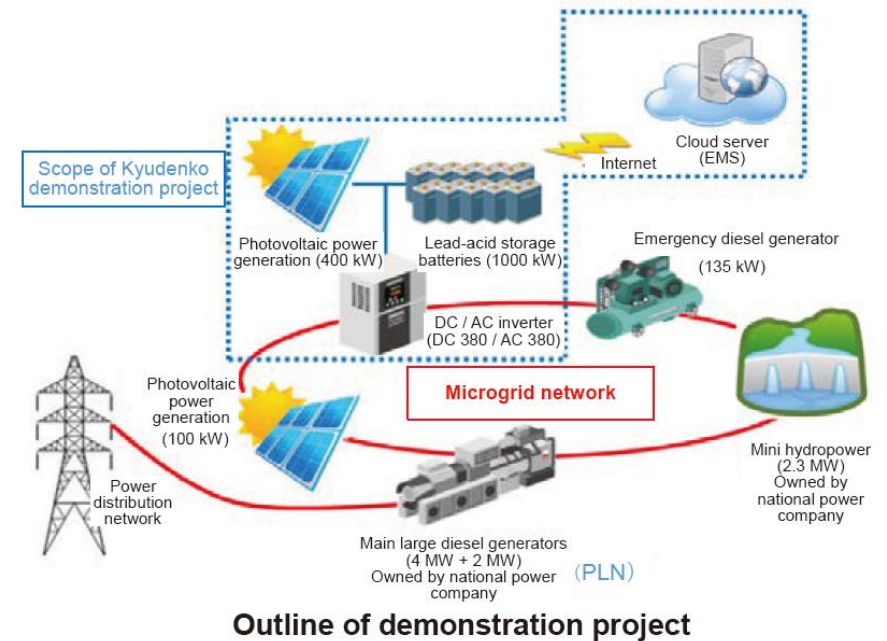 Cloud server
(EMS)
Internet
Scope of Kyudenko
demonstration project
Photovoltaic power
generation (400 kW)
Lead-acid storage
batteries (1000 kW)
Emergency diesel generator
(135 kW)
DC / AC inverter
(DC 380 / AC 380)
Photovoltaic
power
generation
(100 kW)
Microgrid network
Mini hydropower
(2.3 MW)
Owned by
national power
company
Power
distribution
network
Main large diesel generators
(4 MW + 2 MW)
Owned by national power
company
(PLN)
Outline of demonstration project